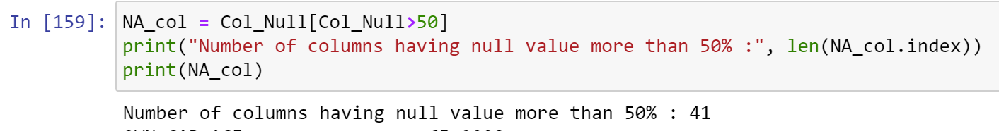 In [159]: NA_col = Col_Null[Col_Null>50]
print("Number of columns having null value more than 50% :", len(NA_col.index))
print(NA_col)
Number of columns having null value more than 50% : 41